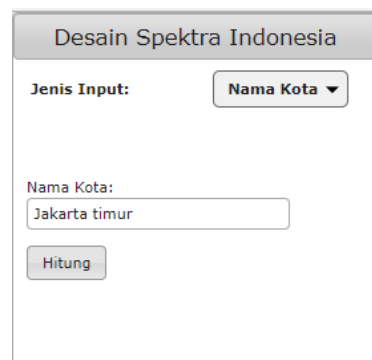 Desain Spektra Indonesia
Jenis Input: Nama Kota
Nama Kota:
Jakarta timur
Hitung